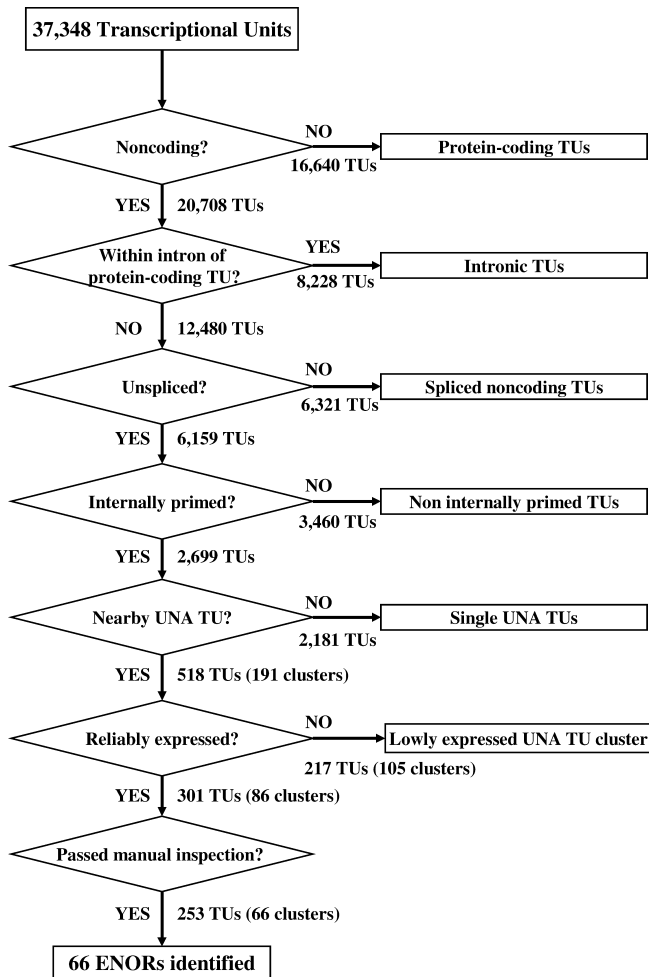 37,348 Transcriptional Units
Noncoding?
NO
16,640 TUs
Protein-coding TUs
YES
20,708 TUs
Within intron of
protein-coding TU?
YES
8,228 TUs
Intronic TUs
NO
12,480 TUs
Unspliced?
NO
6,321 TUs
Spliced noncoding TUs
YES
6,159 TUs
Internally primed?
NO
3,460 TUs
Non internally primed TUs
YES
2,699 TUs
Nearby UNA TU?
NO
2,181 TUs
Single UNA TUs
YES
518 TUs (191 clusters)
Reliably expressed?
NO
217 TUs (105 clusters)
Lowly expressed UNA TU cluster
YES
301 TUs (86 clusters)
Passed manual inspection?
YES
253 TUs (66 clusters)
66 ENORs identified